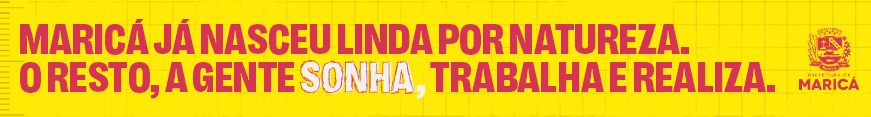 MARICÁ JÁ NASCEU LINDA POR NATUREZA.
O RESTO, A GENTE SONHA, TRABALHA E REALIZA.
PREFEITURA DE
MARICÁ